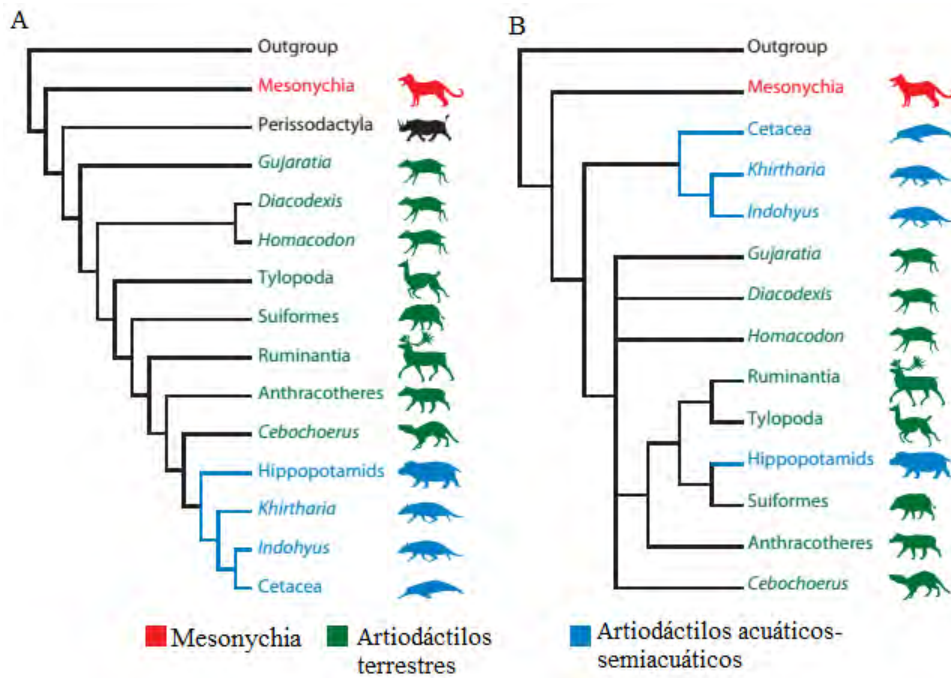 A
Outgroup
Mesonychia
Perissodactyla
Gujaratia
Diacodexis
Homacodon
Tylopoda
Suiformes
Ruminantia
Anthracotheres
Cebochoerus
Hippopotamids
Khirtharia
Indohyus
Cetacea
B
Outgroup
Mesonychia
Cetacea
Khirtharia
Indohyus
Gujaratia
Diacodexis
Homacodon
Ruminantia
Tylopoda
Hippopotamids
Suiformes
Anthracotheres
Cebochoerus
Mesonychia
Artiodáctilos
terrestres
Artiodáctilos acuáticos-
semiacuáticos